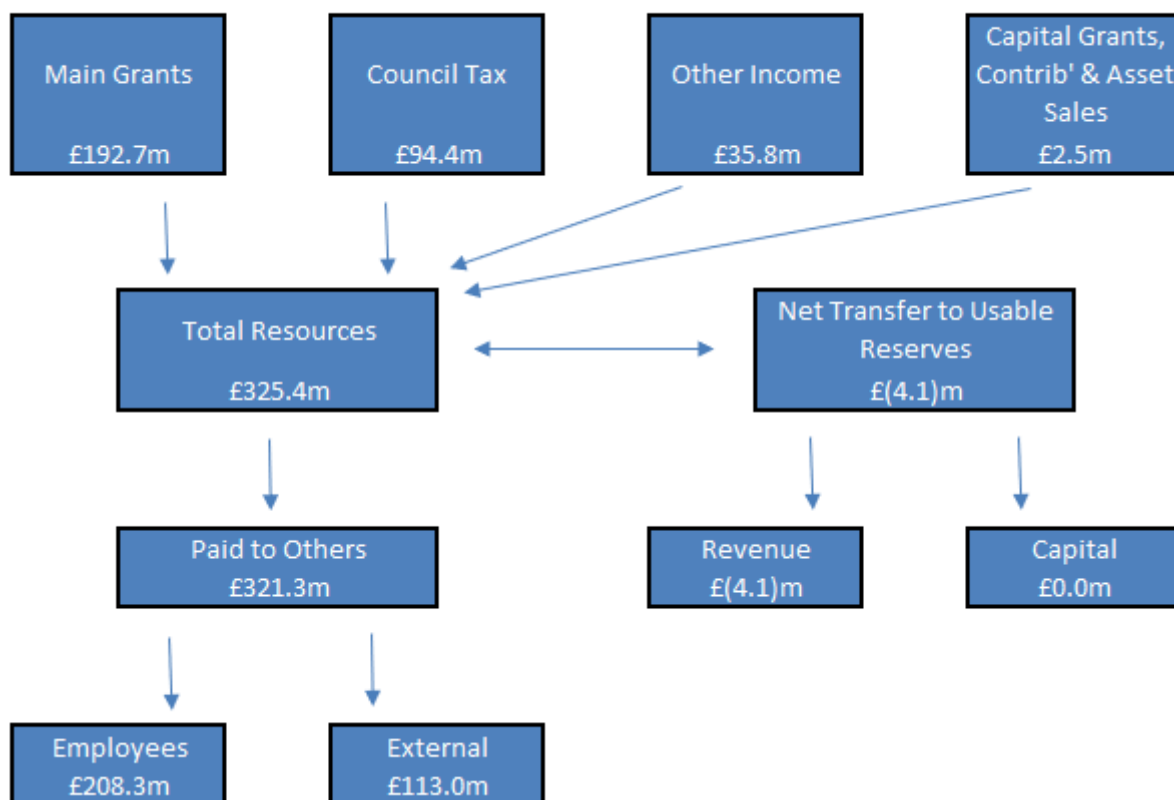 Main Grants
£192.7m
Council Tax
£94.4m
Other Income
£35.8m
Capital Grants,
Contrib' & Asset
Sales
£2.5m
Total Resources
£325.4m
Net Transfer to Usable
Reserves
£(4.1)m
Paid to Others
£321.3m
Revenue
£(4.1)m
Capital
£0.0m
Employees
£208.3m
External
£113.0m